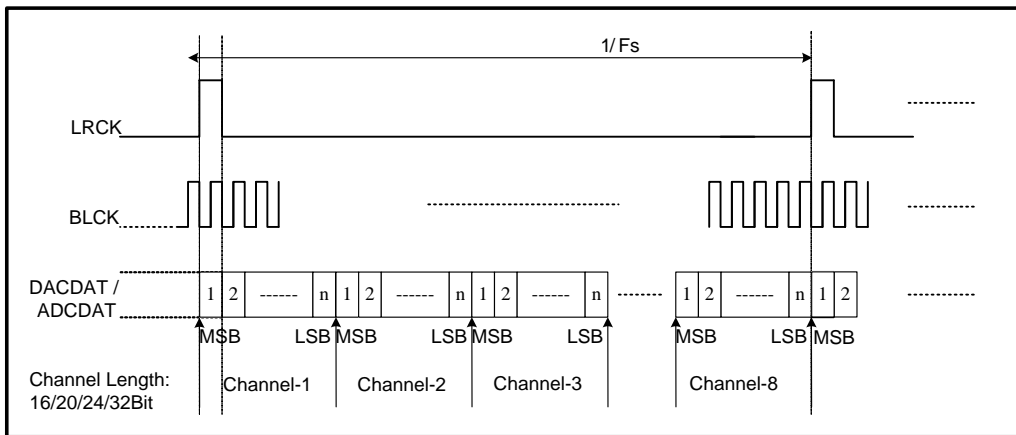 1/ Fs
LRCK
BLCK
DACDAT /
ADCDAT
1 2 ------ n 1 2 ------ n 1 2 ------ n 1 2 ------ n 1 2
MSB LSB MSB LSB MSB LSB MSB LSB MSB
Channel Length:
16/20/24/32Bit
Channel-1 Channel-2 Channel-3 Channel-8